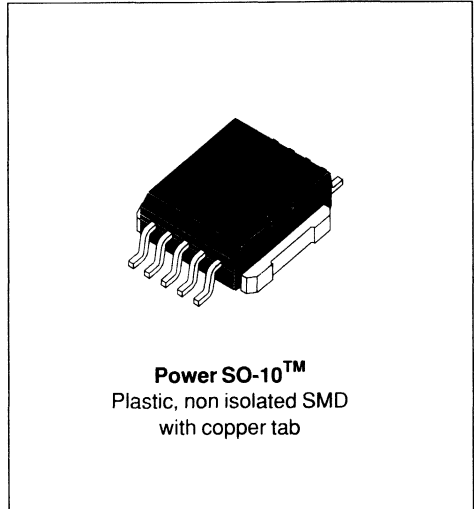 Power SO-10™
Plastic, non isolated SMD
with copper tab